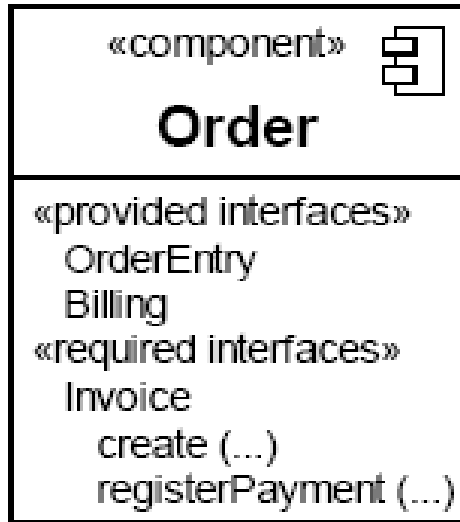 «component»
Order
«provided interfaces»
OrderEntry
Billing
«required interfaces»
Invoice
create (...)
registerPayment (...)